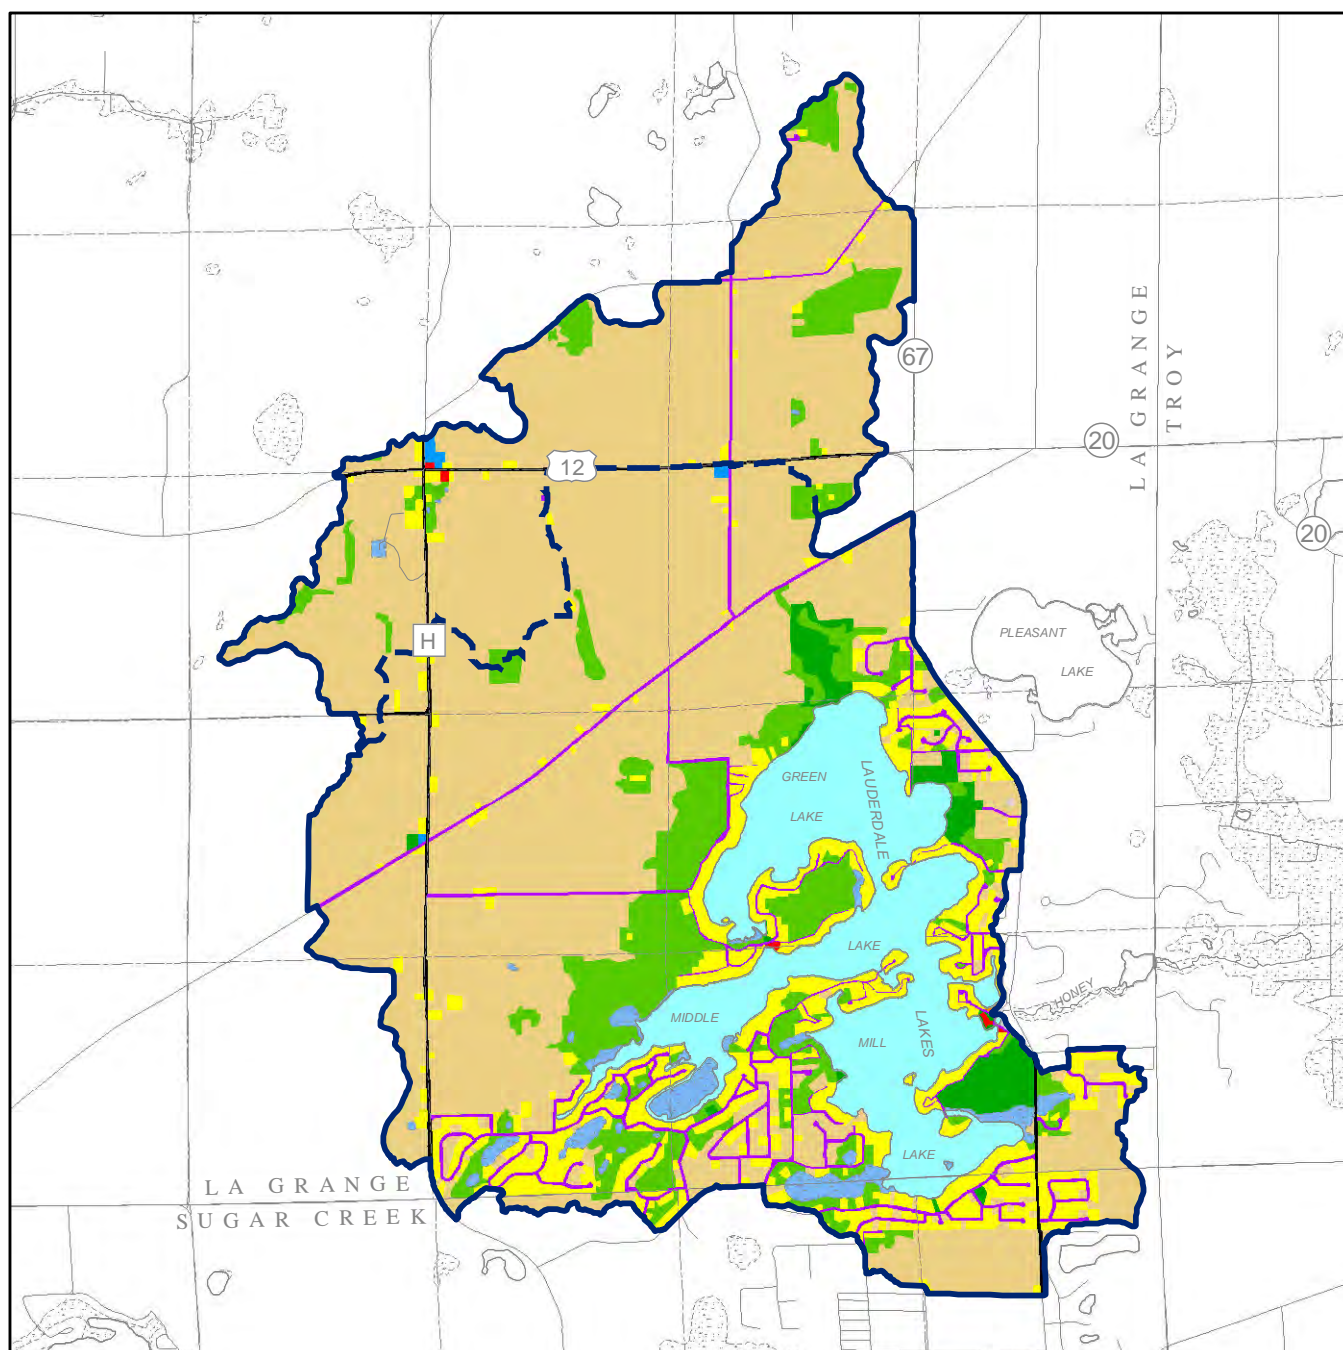 67
LA GRANGE
TROY
20
12
20
H
PLEASANT
LAKE
GREEN
LAKE
LAUDERDALE
LAKE
HONEY
MIDDLE
MILL
LAKES
LAKE
LA GRANGE
SUGAR CREEK